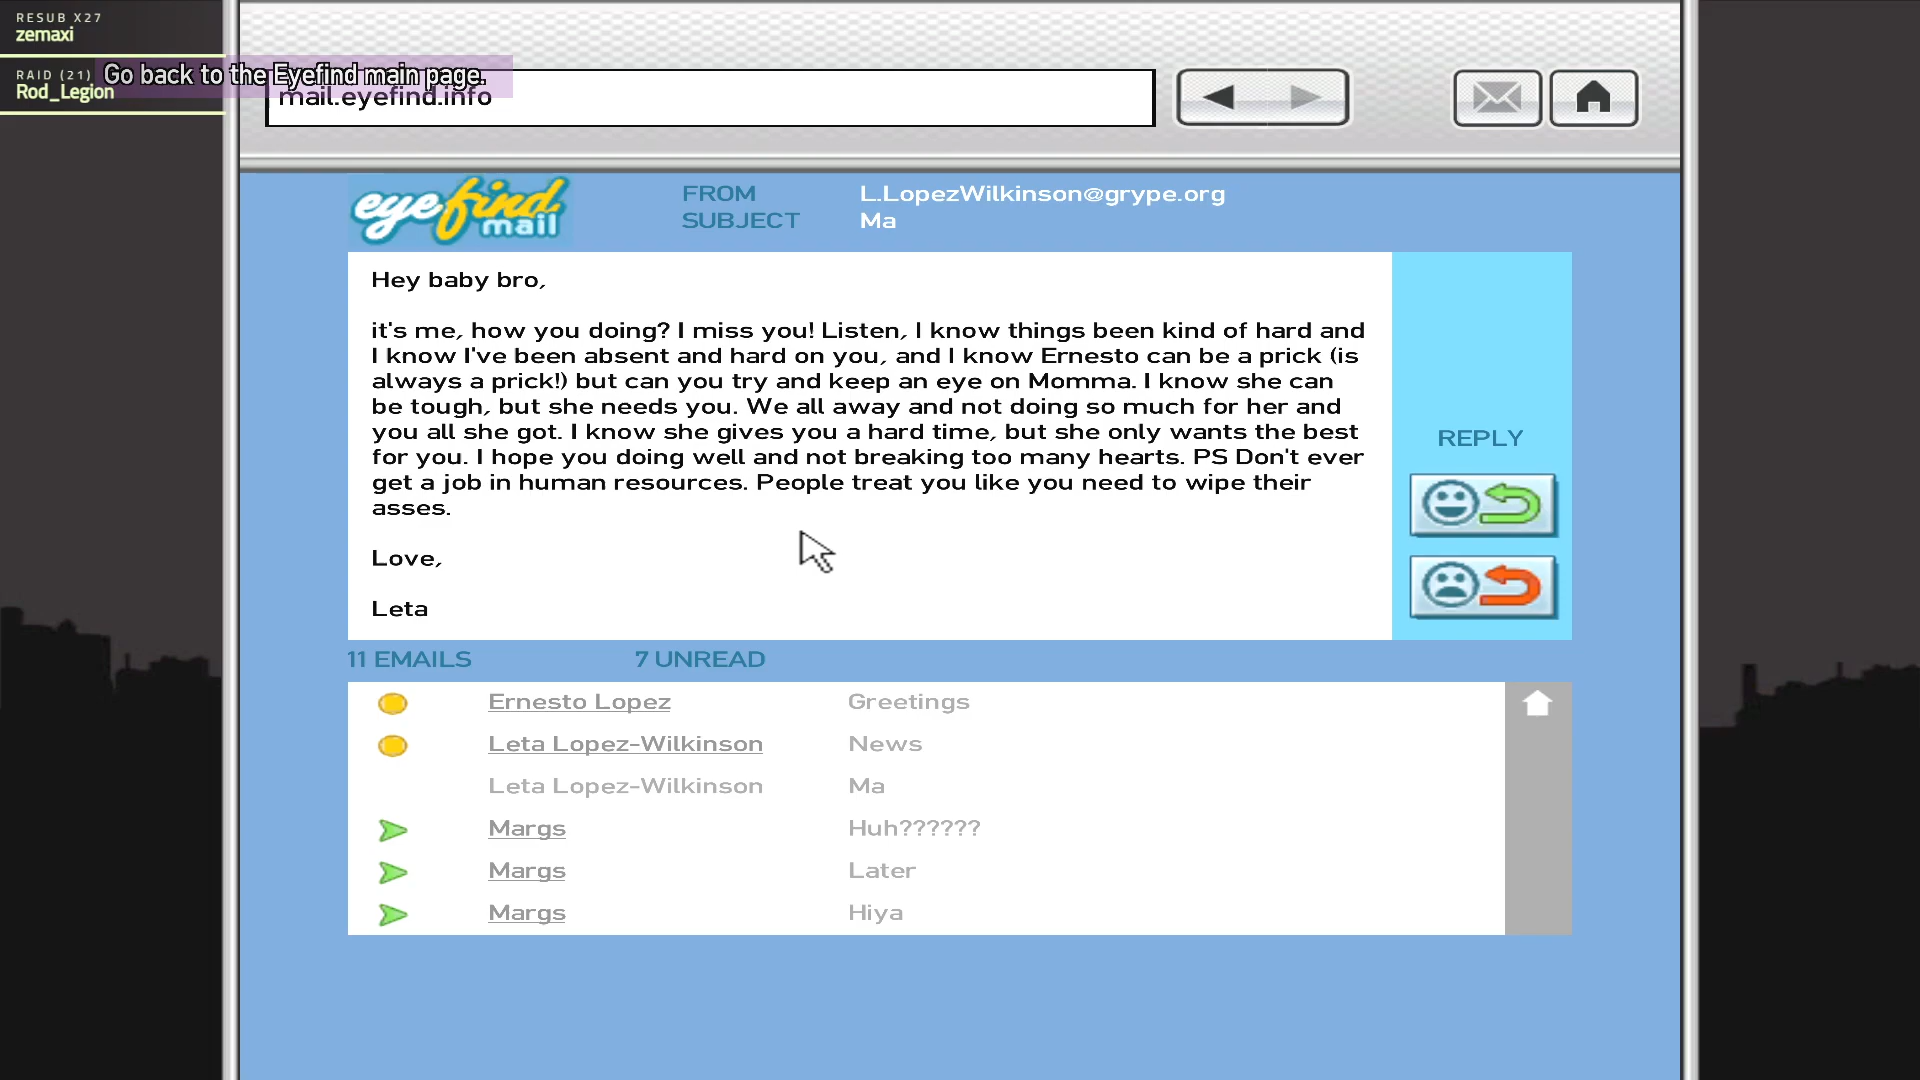 RESUB X27
zemaxi
RAID (21)
Rod_Legion
Go back to the Eyefind main page.
mail.eyefind.info
eyefind mail
FROM L.LopezWilkinson@grype.org
SUBJECT Ma
Hey baby bro,
it's me, how you doing? I miss you! Listen, I know things been kind of hard and
I know I've been absent and hard on you, and I know Ernesto can be a prick (is
always a prick!) but can you try and keep an eye on Momma. I know she can
be tough, but she needs you. We all away and not doing so much for her and
you all she got. I know she gives you a hard time, but she only wants the best
for you. I hope you doing well and not breaking too many hearts. PS Don't ever
get a job in human resources. People treat you like you need to wipe their
asses.
Love,
Leta
REPLY
11 EMAILS 7 UNREAD
Ernesto Lopez Greetings
Leta Lopez-Wilkinson News
Leta Lopez-Wilkinson Ma
Margs Huh??????
Margs Later
Margs Hiya